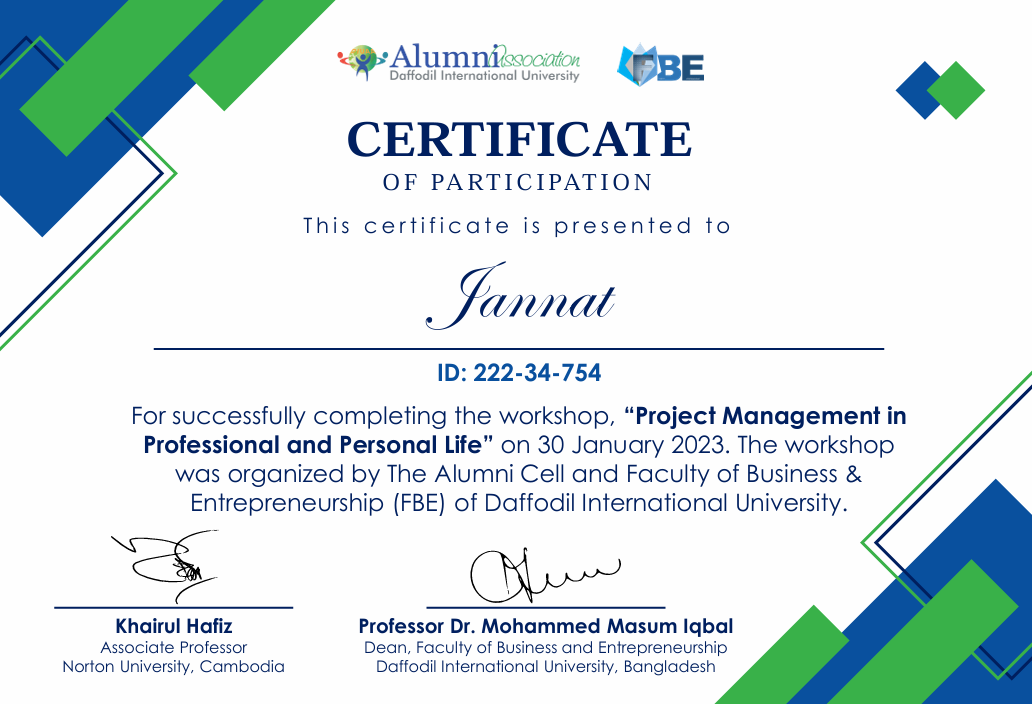 Alumni Association
Daffodil International University
FBE
CERTIFICATE
OF PARTICIPATION
This certificate is presented to
Jannat
ID: 222-34-754
For successfully completing the workshop, “Project Management in
Professional and Personal Life” on 30 January 2023. The workshop
was organized by The Alumni Cell and Faculty of Business &
Entrepreneurship (FBE) of Daffodil International University.
Khairul Hafiz
Associate Professor
Norton University, Cambodia
Professor Dr. Mohammed Masum Iqbal
Dean, Faculty of Business and Entrepreneurship
Daffodil International University, Bangladesh